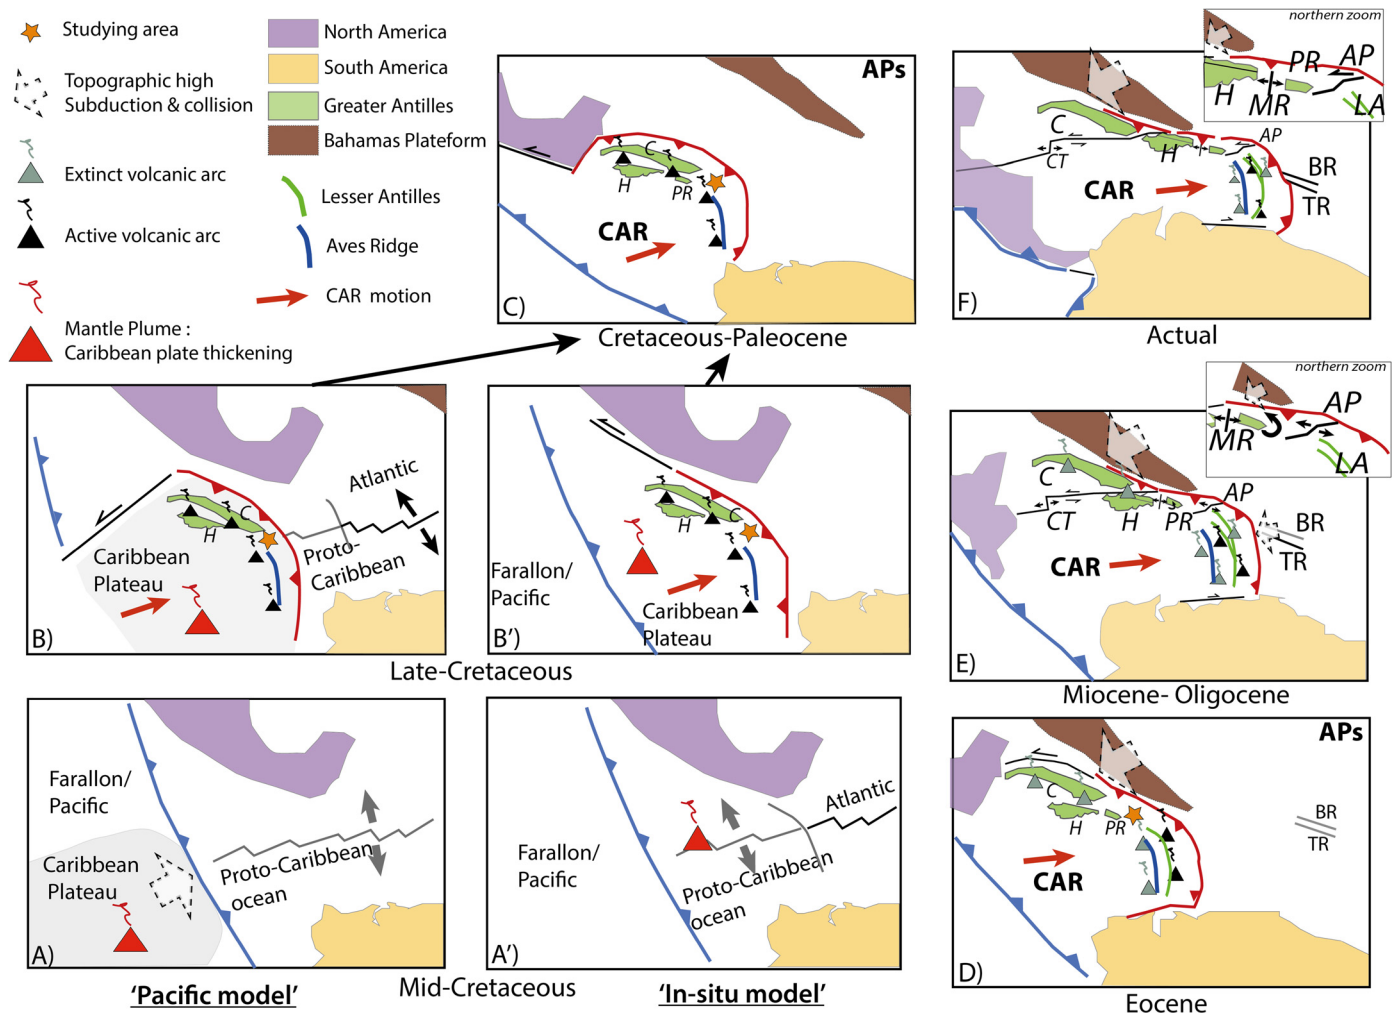 Studying area
Topographic high
Subduction & collision
Extinct volcanic arc
Active volcanic arc
Mantle Plume :
Caribbean plate thickening
North America
South America
Greater Antilles
Bahamas Plateform
Lesser Antilles
Aves Ridge
CAR motion
APs
C
H
PR
CAR
C)
Cretaceous-Paleocene
northern zoom
PR
AP
H
MR
LA
C
CT
H
AP
BR
TR
CAR
F)
Actual
Atlantic
C
H
Proto-
Caribbean
Caribbean
Plateau
B)
C
Farallon/
Pacific
Caribbean
Plateau
B')
Late-Cretaceous
northern zoom
AP
MR
LA
C
CT
H
PR
AP
BR
TR
CAR
E)
Miocene- Oligocene
Farallon/
Pacific
Caribbean
Plateau
Proto-Caribbean
ocean
A)
Atlantic
Farallon/
Pacific
Proto-Caribbean
ocean
A')
Mid-Cretaceous
'Pacific model'
'In-situ model'
APs
C
H
PR
BR
TR
CAR
D)
Eocene